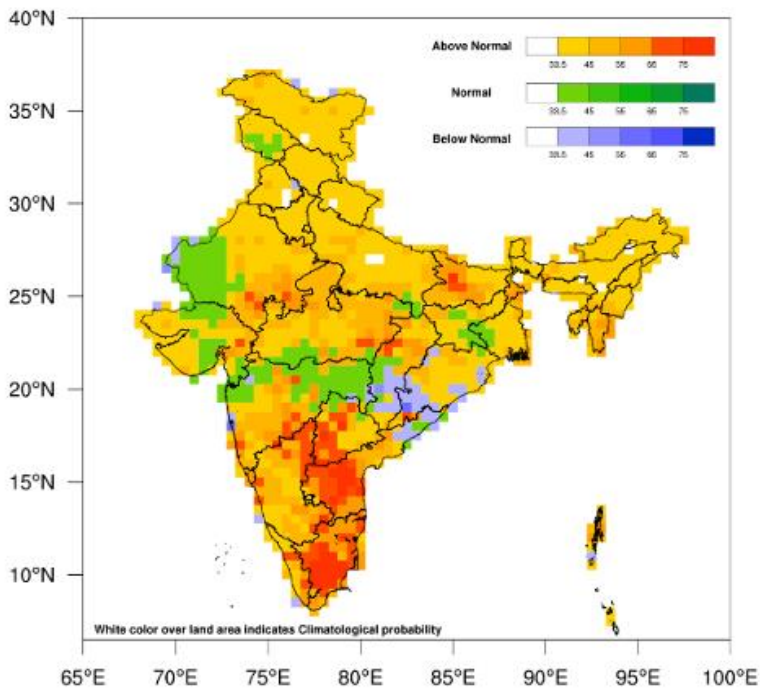 40°N
Above Normal
33.5 45 55 65 75
Normal
33.5 45 55 65 75
35°N
Below Normal
33.5 45 55 65 75
30°N
25°N
20°N
15°N
10°N
White color over land area indicates Climatological probability
65°E 70°E 75°E 80°E 85°E 90°E 95°E 100°E